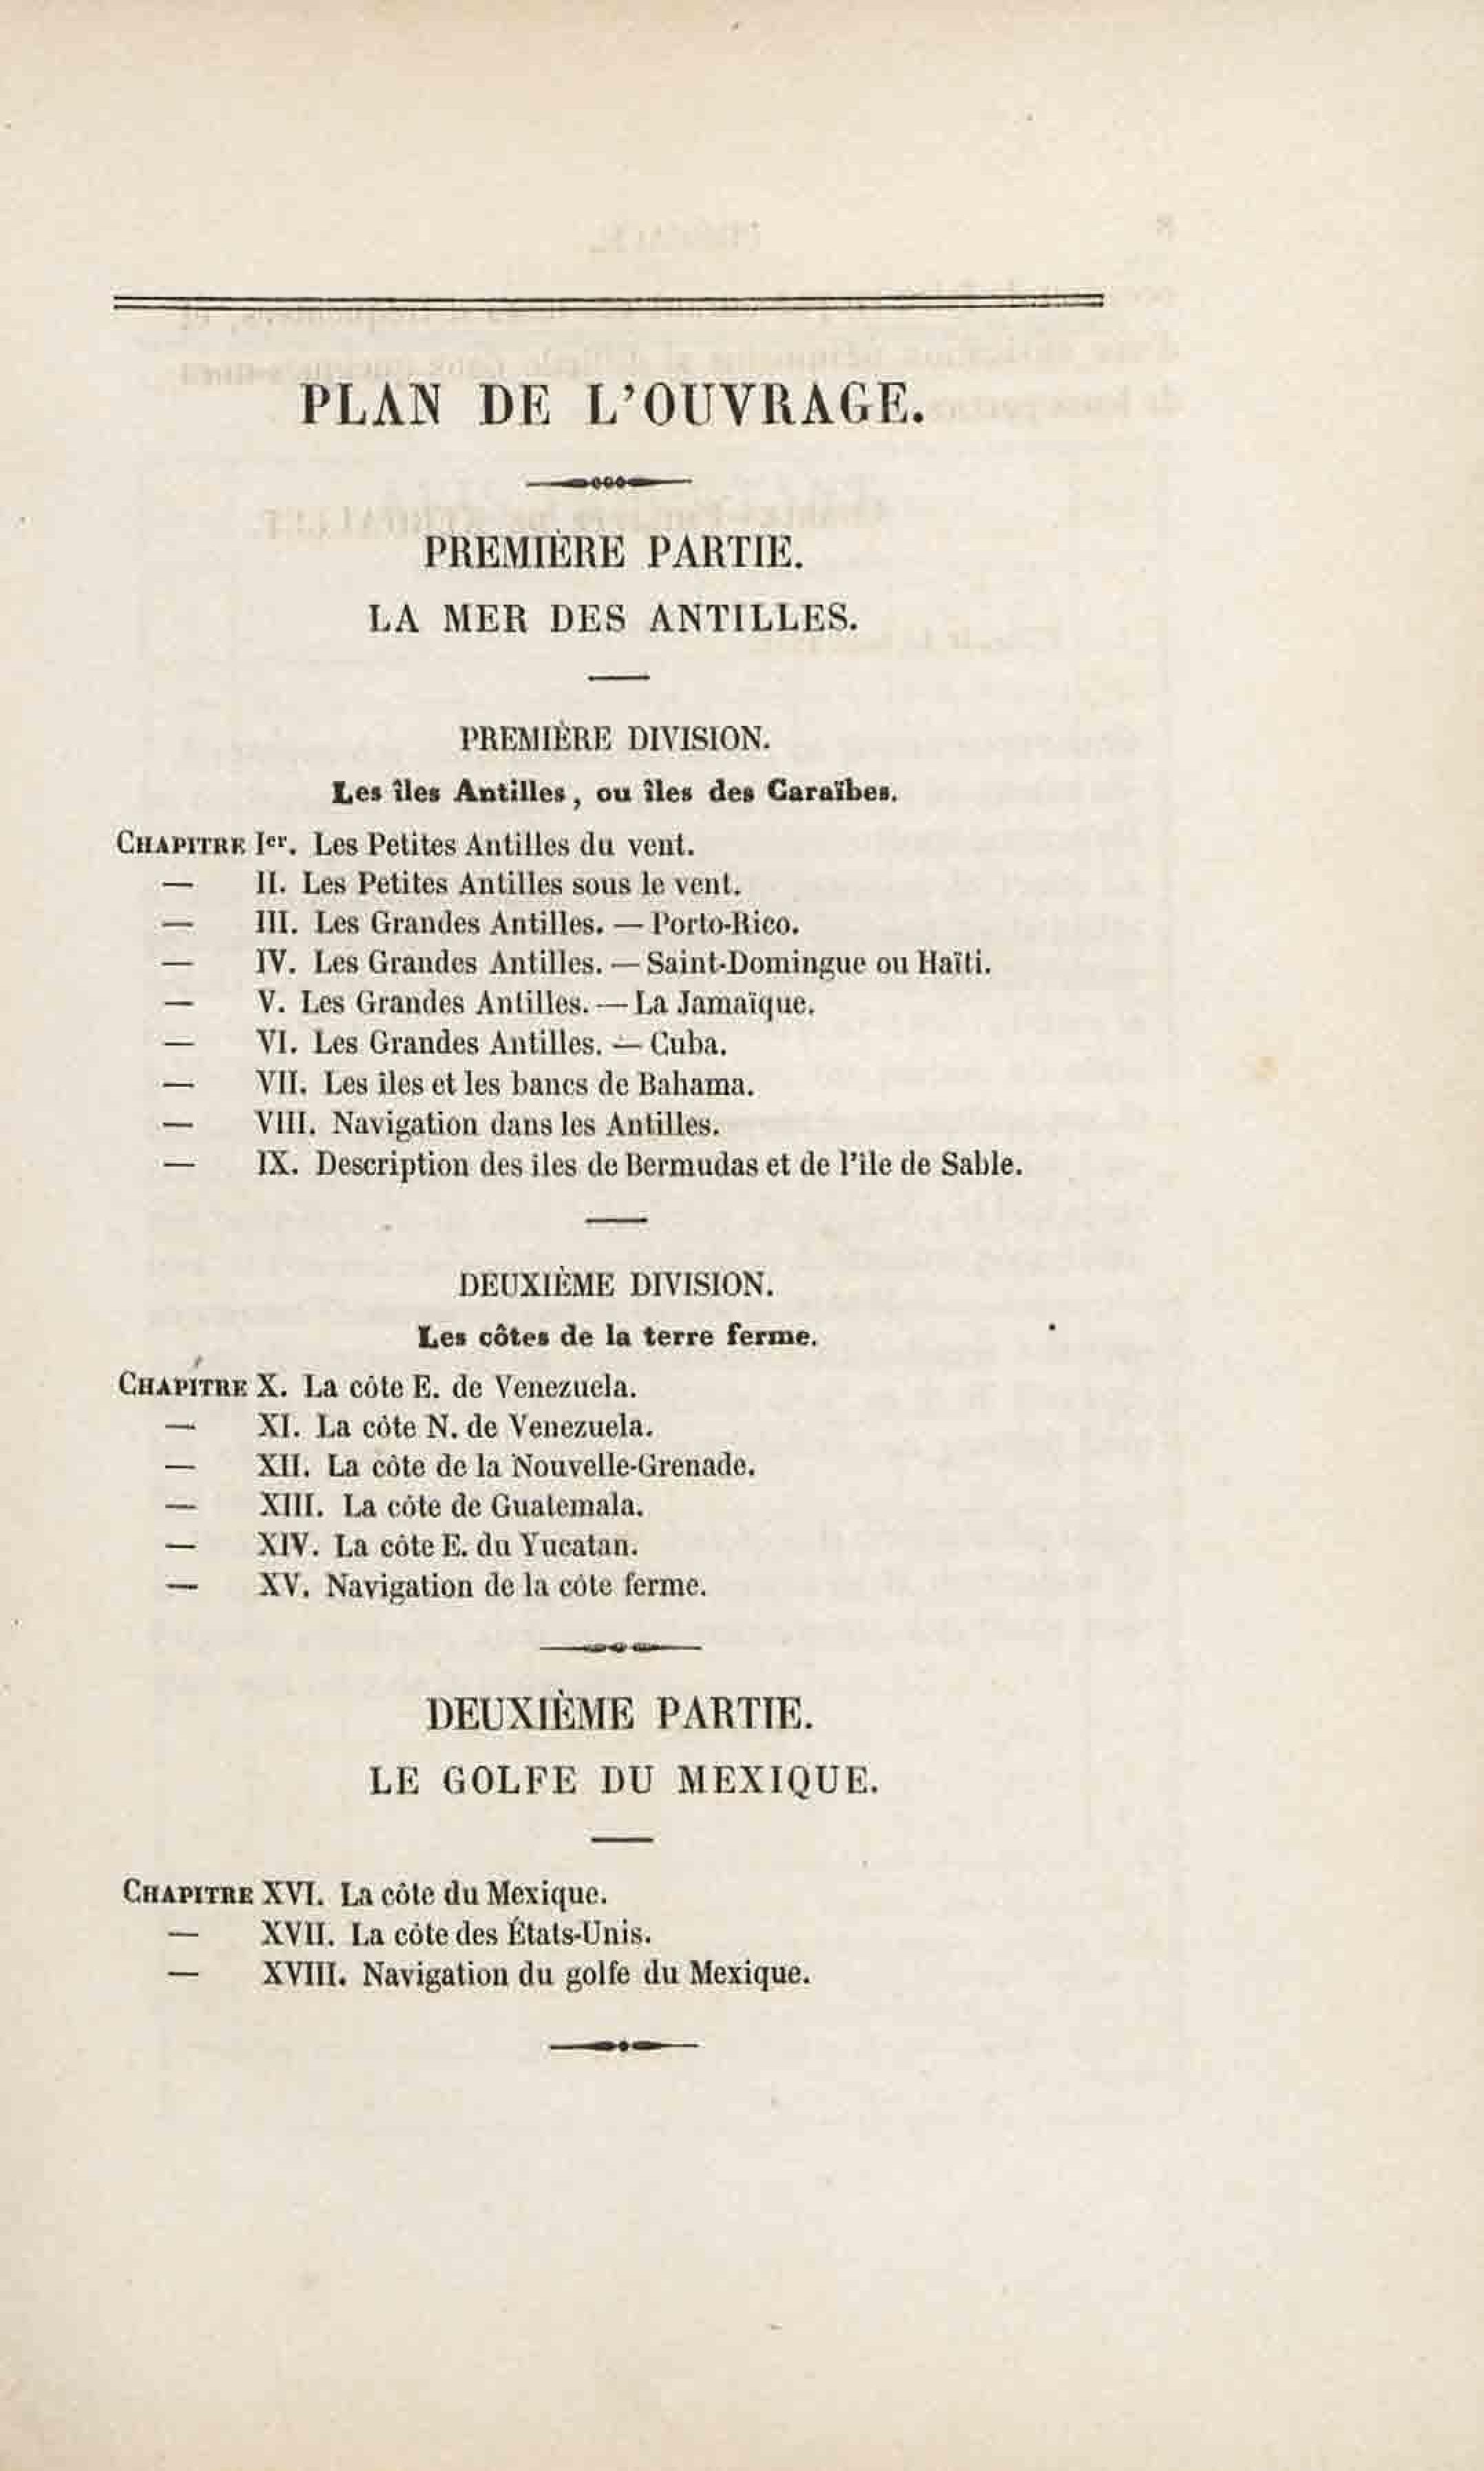 PLAN DE L'OUVRAGE.
PREMIÈRE PARTIE.
LA MER DES ANTILLES.
PREMIÈRE DIVISION.
Les îles Antilles, ou îles des Caraïbes.
CHAPITRE Ier. Les Petites Antilles du vent.
— II. Les Petites Antilles sous le vent.
— III. Les Grandes Antilles. — Porto-Rico.
— IV. Les Grandes Antilles. — Saint-Domingue ou Haïti.
— V. Les Grandes Antilles. — La Jamaïque.
— VI. Les Grandes Antilles. — Cuba.
— VII. Les îles et les bancs de Bahama.
— VIII. Navigation dans les Antilles.
— IX. Description des îles de Bermudas et de l'île de Sable.
DEUXIÈME DIVISION.
Les côtes de la terre ferme.
CHAPITRE X. La côte E. de Venezuela.
— XI. La côte N. de Venezuela.
— XII. La côte de la Nouvelle-Grenade.
— XIII. La côte de Guatemala.
— XIV. La côte E. du Yucatan.
— XV. Navigation de la côte ferme.
DEUXIÈME PARTIE.
LE GOLFE DU MEXIQUE.
CHAPITRE XVI. La côte du Mexique.
— XVII. La côte des États-Unis.
— XVIII. Navigation du golfe du Mexique.